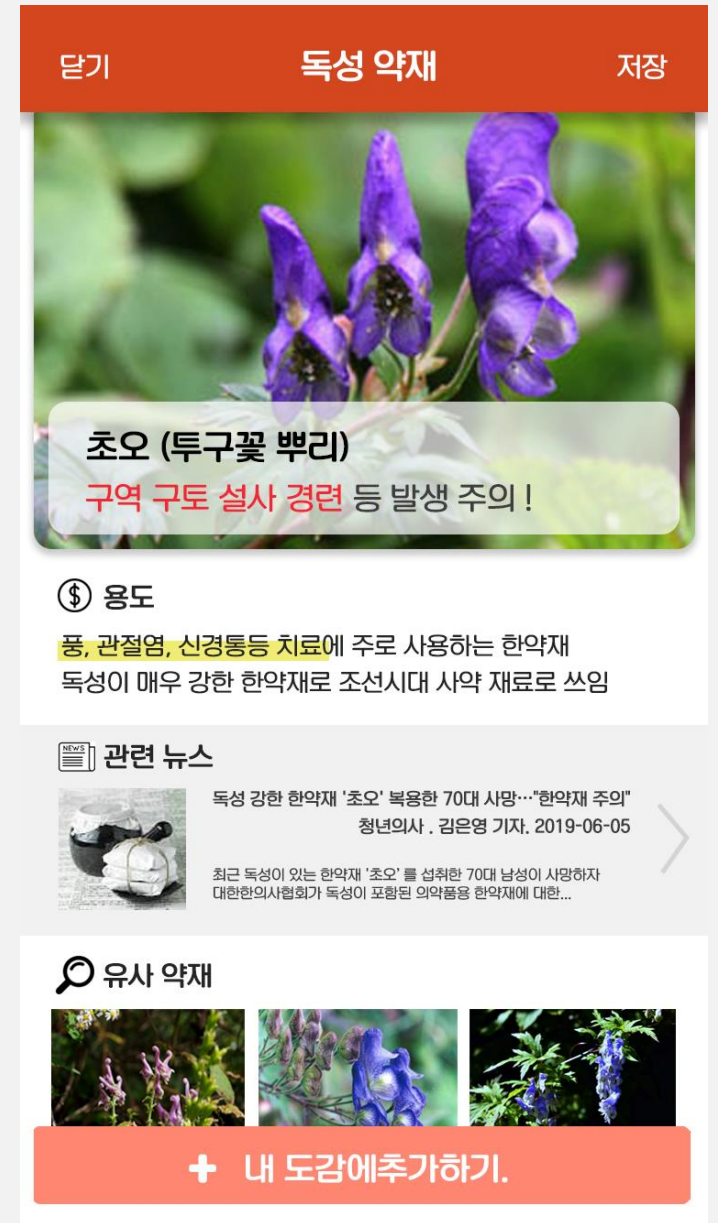 닫기
독성 약재
저장
초오 (투구꽃 뿌리)
구역 구토 설사 경련 등 발생 주의 !
용도
풍, 관절염, 신경통등 치료에 주로 사용하는 한약재
독성이 매우 강한 한약재로 조선시대 사약 재료로 쓰임
NEWS
관련 뉴스
독성 강한 한약재 '초오' 복용한 70대 사망…"한약재 주의"
청년의사 . 김은영 기자. 2019-06-05
최근 독성이 있는 한약재 '초오' 를 섭취한 70대 남성이 사망하자
대한한의사협회가 독성이 포함된 의약품용 한약재에 대한...
유사 약재
+ 내 도감에추가하기.